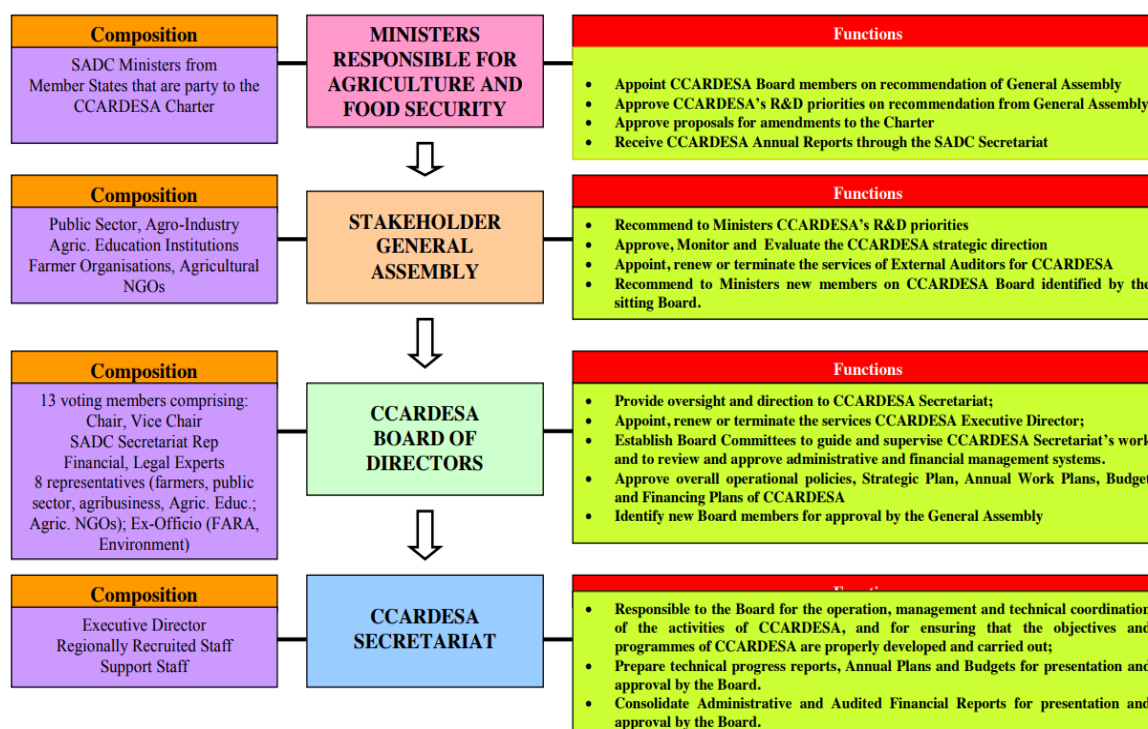 Composition
SADC Ministers from
Member States that are party to the
CCARDESA Charter
MINISTERS
RESPONSIBLE FOR
AGRICULTURE AND
FOOD SECURITY
Functions
• Appoint CCARDESA Board members on recommendation of General Assembly
• Approve CCARDESA's R&D priorities on recommendation from General Assembly
• Approve proposals for amendments to the Charter
• Receive CCARDESA Annual Reports through the SADC Secretariat
Composition
Public Sector, Agro-Industry
Agric. Education Institutions
Farmer Organisations, Agricultural
NGOs
STAKEHOLDER
GENERAL
ASSEMBLY
Functions
• Recommend to Ministers CCARDESA's R&D priorities
• Approve, Monitor and Evaluate the CCARDESA strategic direction
• Appoint, renew or terminate the services of External Auditors for CCARDESA
• Recommend to Ministers new members on CCARDESA Board identified by the
sitting Board.
Composition
13 voting members comprising:
Chair, Vice Chair
SADC Secretariat Rep
Financial, Legal Experts
8 representatives (farmers, public
sector, agribusiness, Agric. Educ.;
Agric. NGOs); Ex-Officio (FARA,
Environment)
CCARDESA
BOARD OF
DIRECTORS
Functions
• Provide oversight and direction to CCARDESA Secretariat;
• Appoint, renew or terminate the services CCARDESA Executive Director;
• Establish Board Committees to guide and supervise CCARDESA Secretariat's work
and to review and approve administrative and financial management systems.
• Approve overall operational policies, Strategic Plan, Annual Work Plans, Budget
and Financing Plans of CCARDESA
• Identify new Board members for approval by the General Assembly
Composition
Executive Director
Regionally Recruited Staff
Support Staff
CCARDESA
SECRETARIAT
• Responsible to the Board for the operation, management and technical coordination
of the activities of CCARDESA, and for ensuring that the objectives and
programmes of CCARDESA are properly developed and carried out;
• Prepare technical progress reports, Annual Plans and Budgets for presentation and
approval by the Board.
• Consolidate Administrative and Audited Financial Reports for presentation and
approval by the Board.